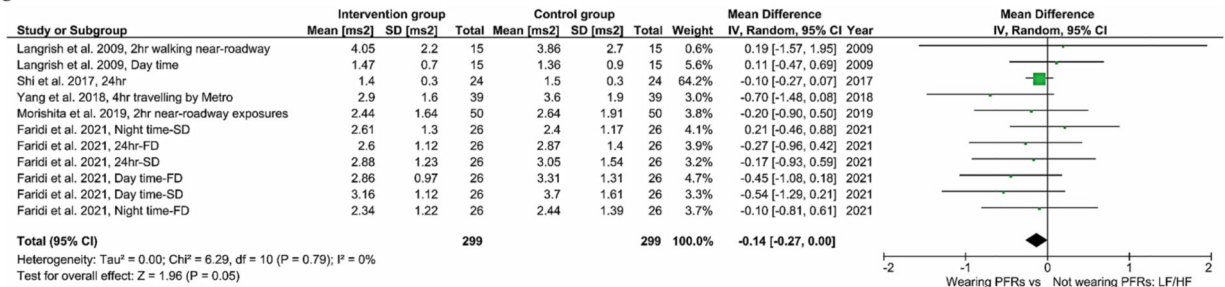 Intervention group Control group Mean Difference Mean Difference
Study or Subgroup Mean [ms2] SD [ms2] Total Mean [ms2] SD [ms2] Total Weight IV, Random, 95% CI Year IV, Random, 95% CI
Langrish et al. 2009, 2hr walking near-roadway 4.05 2.2 15 3.86 2.7 15 0.6% 0.19 [-1.57, 1.95] 2009
Langrish et al. 2009, Day time 1.47 0.7 15 1.36 0.9 15 5.6% 0.11 [-0.47, 0.69] 2009
Shi et al. 2017, 24hr 1.4 0.3 24 1.5 0.3 24 64.2% -0.10 [-0.27, 0.07] 2017
Yang et al. 2018, 4hr travelling by Metro 2.9 1.6 39 3.6 1.9 39 3.0% -0.70 [-1.48, 0.08] 2018
Morishita et al. 2019, 2hr near-roadway exposures 2.44 1.64 50 2.64 1.91 50 3.8% -0.20 [-0.90, 0.50] 2019
Faridi et al. 2021, Night time-SD 2.61 1.3 26 2.4 1.17 26 4.1% 0.21 [-0.46, 0.88] 2021
Faridi et al. 2021, 24hr-FD 2.6 1.12 26 2.87 1.4 26 3.9% -0.27 [-0.96, 0.42] 2021
Faridi et al. 2021, 24hr-SD 2.88 1.23 26 3.05 1.54 26 3.2% -0.17 [-0.93, 0.59] 2021
Faridi et al. 2021, Day time-FD 2.86 0.97 26 3.31 1.31 26 4.7% -0.45 [-1.08, 0.18] 2021
Faridi et al. 2021, Day time-SD 3.16 1.12 26 3.7 1.61 26 3.3% -0.54 [-1.29, 0.21] 2021
Faridi et al. 2021, Night time-FD 2.34 1.22 26 2.44 1.39 26 3.7% -0.10 [-0.81, 0.61] 2021
Total (95% CI) 299 299 100.0% -0.14 [-0.27, 0.00]
Heterogeneity: Tau² = 0.00; Chi² = 6.29, df = 10 (P = 0.79); I² = 0%
Test for overall effect: Z = 1.96 (P = 0.05)
-2 -1 0 1 2
Wearing PFRs vs Not wearing PFRs: LF/HF